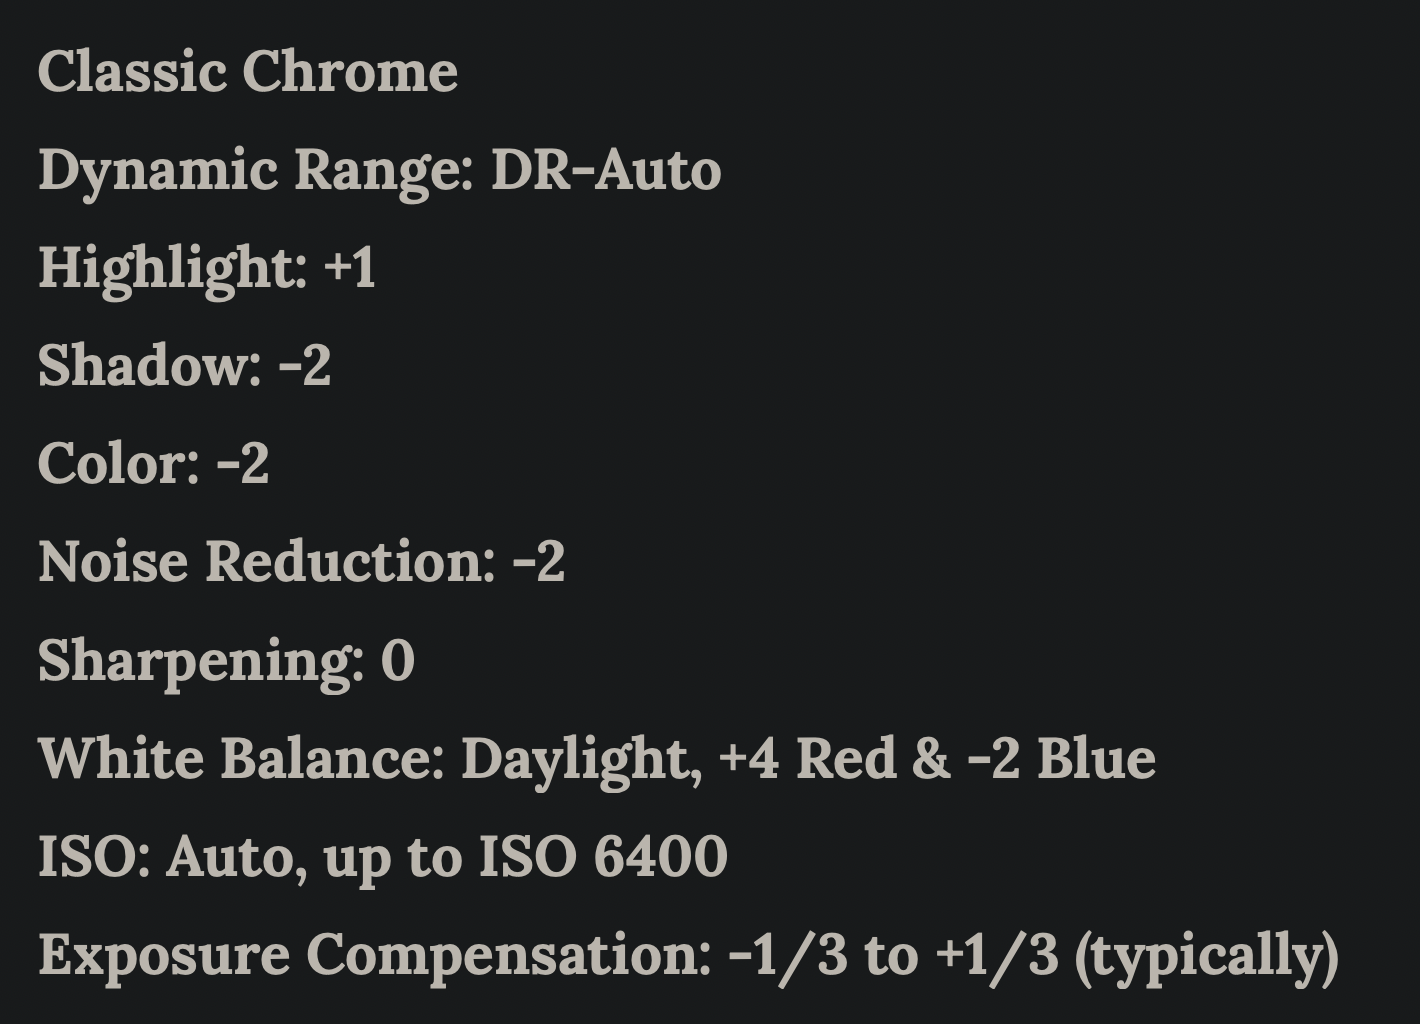 Classic Chrome
Dynamic Range: DR-Auto
Highlight: +1
Shadow: -2
Color: -2
Noise Reduction: -2
Sharpening: 0
White Balance: Daylight, +4 Red & -2 Blue
ISO: Auto, up to ISO 6400
Exposure Compensation: -1/3 to +1/3 (typically)